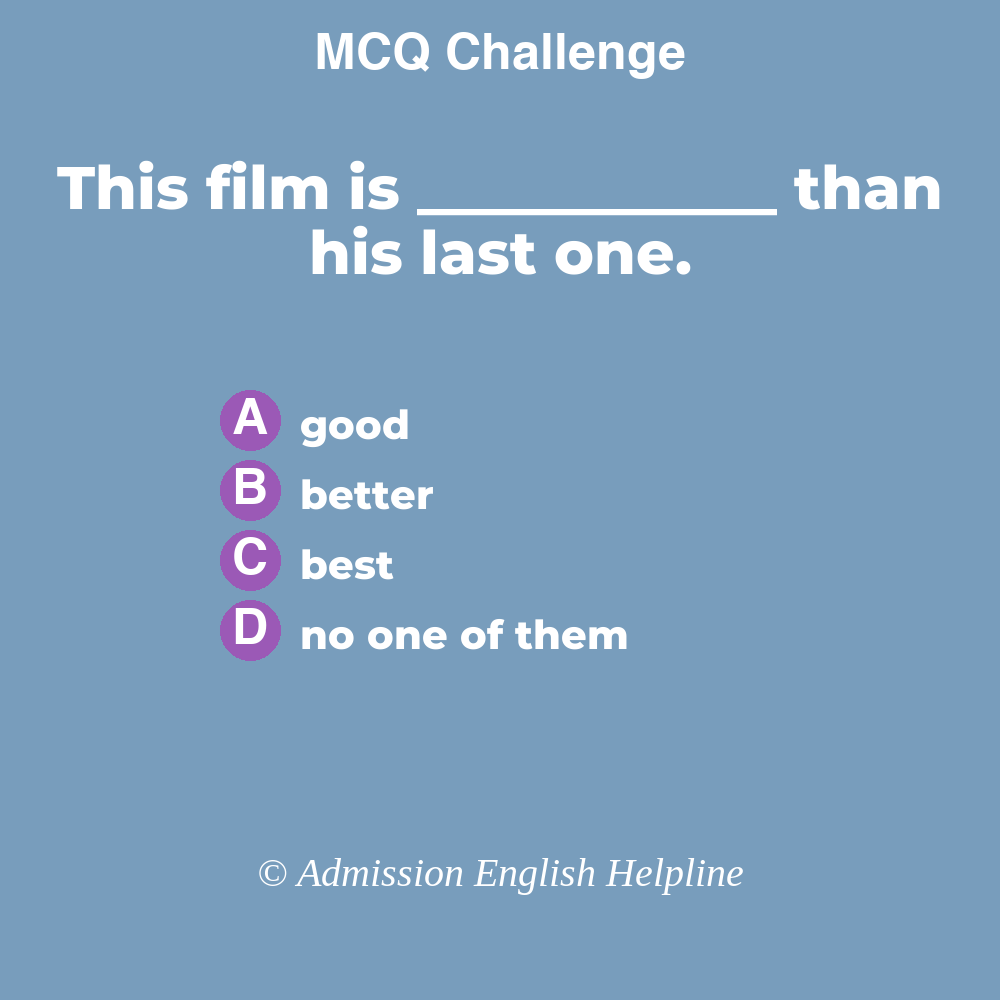 MCQ Challenge
This film is ____________ than
his last one.
A good
B better
C best
D no one of them
© Admission English Helpline